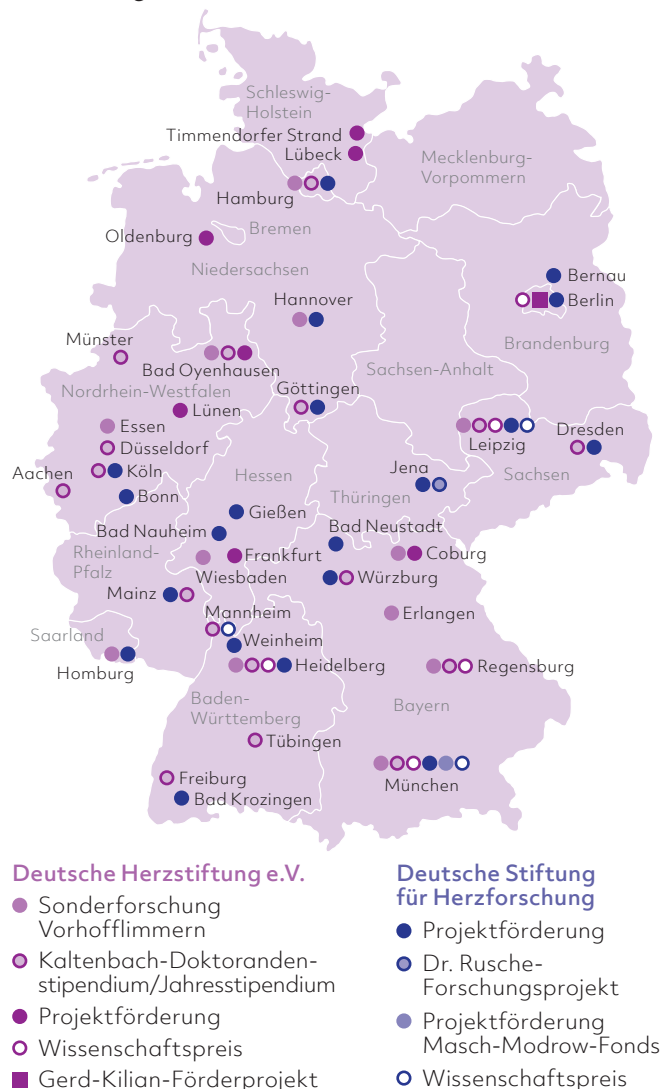 Schleswig-
Holstein
Timmendorfer Strand
Lübeck
Mecklenburg-
Vorpommern
Hamburg
Bremen
Oldenburg
Niedersachsen
Bernau
Hannover
Berlin
Münster
Brandenburg
Bad Oyenhausen
Sachsen-Anhalt
Göttingen
Nordrhein-Westfalen
Lünen
Essen
Dresden
Leipzig
Düsseldorf
Aachen
Köln
Hessen
Jena
Sachsen
Bonn
Thüringen
Gießen
Bad Neustadt
Bad Nauheim
Rheinland-
Pfalz
Frankfurt
Coburg
Wiesbaden
Würzburg
Mainz
Mannheim
Erlangen
Saarland
Weinheim
Homburg
Heidelberg
Regensburg
Baden-
Württemberg
Bayern
Tübingen
Freiburg
München
Bad Krozingen
Deutsche Herzstiftung e.V.
Sonderforschung
Vorhofflimmern
Kaltenbach-Doktoranden-
stipendium/Jahresstipendium
Projektförderung
Wissenschaftspreis
Gerd-Kilian-Förderprojekt
Deutsche Stiftung
für Herzforschung
Projektförderung
Dr. Rusche-
Forschungsprojekt
Projektförderung
Masch-Modrow-Fonds
Wissenschaftspreis